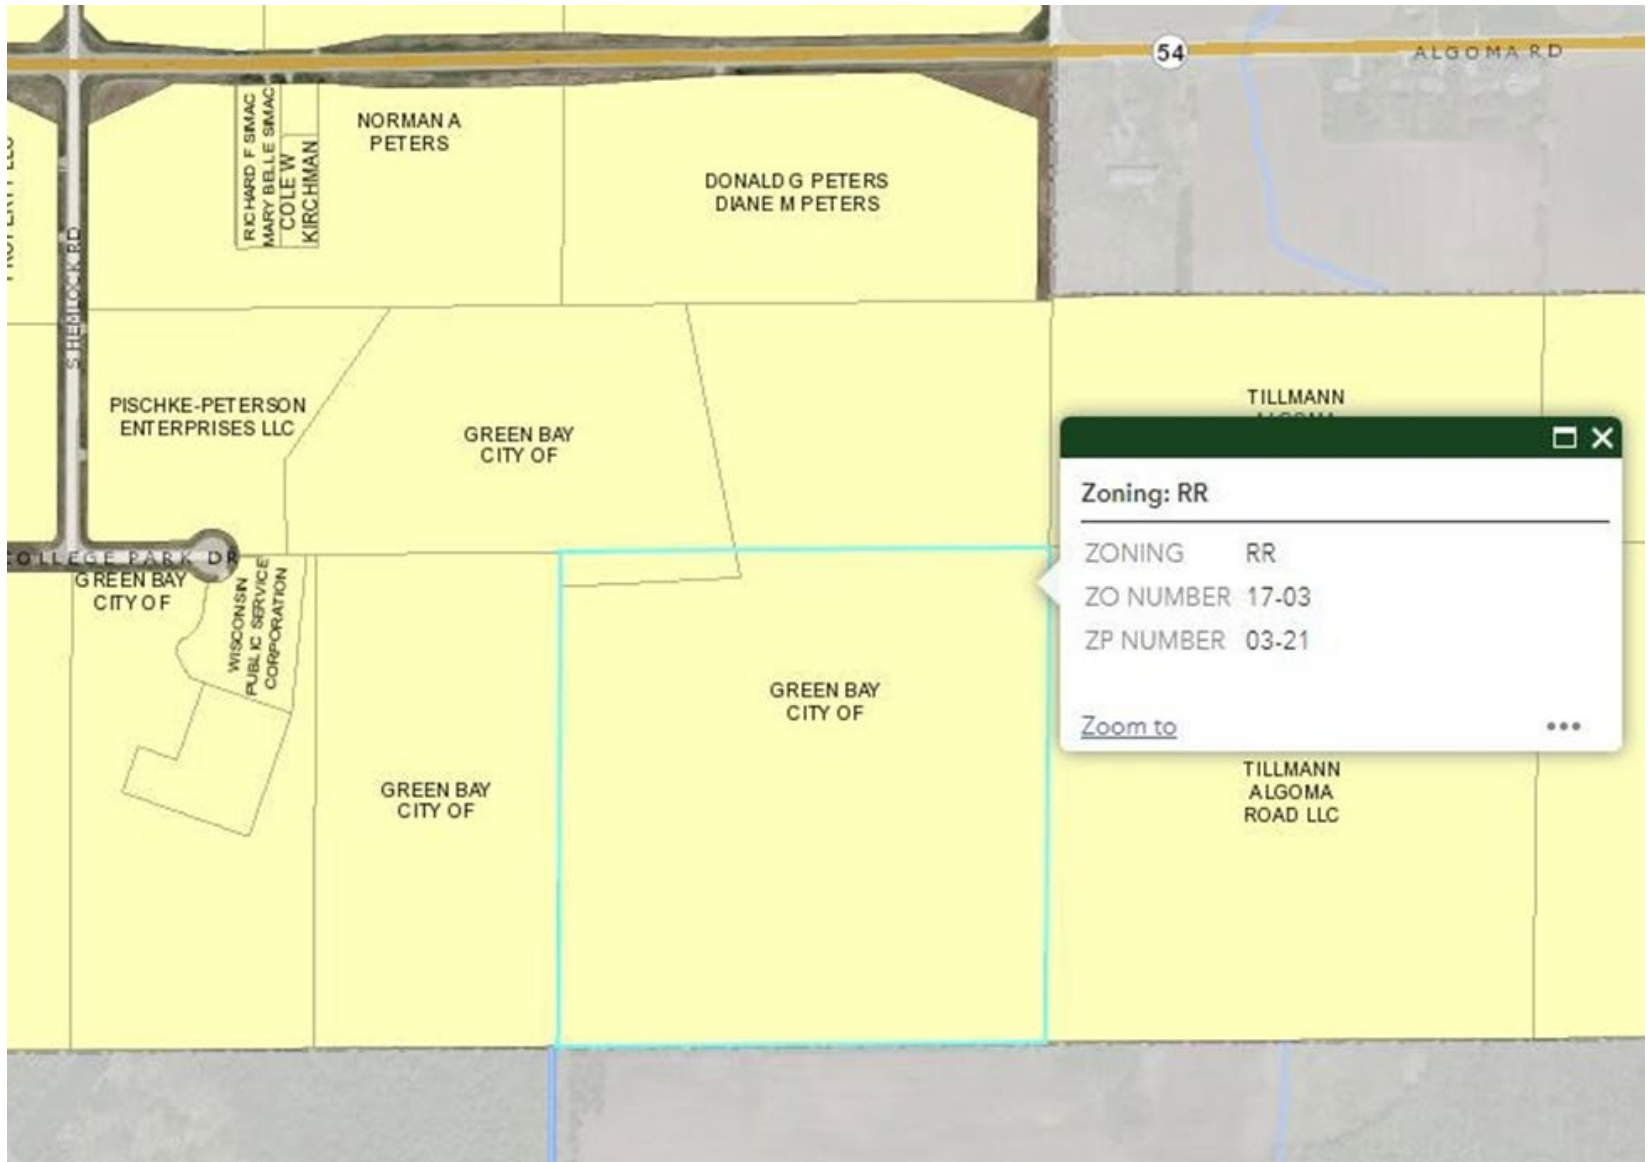 54
ALGOMA RD
RICHARD F SIMAC
MARY BELLE SIMAC
COLE W
KIRCHMAN
NORMAN A
PETERS
DONALD G PETERS
DIANE M PETERS
S HEMLOCK RD
PISCHKE-PETERSON
ENTERPRISES LLC
GREEN BAY
CITY OF
TILLMANN
Zoning: RR
ZONING RR
ZO NUMBER 17-03
ZP NUMBER 03-21
Zoom to
COLLEGE PARK DR
GREEN BAY
CITY OF
WISCONSIN
PUBLIC SERVICE
CORPORATION
GREEN BAY
CITY OF
GREEN BAY
CITY OF
TILLMANN
ALGOMA
ROAD LLC